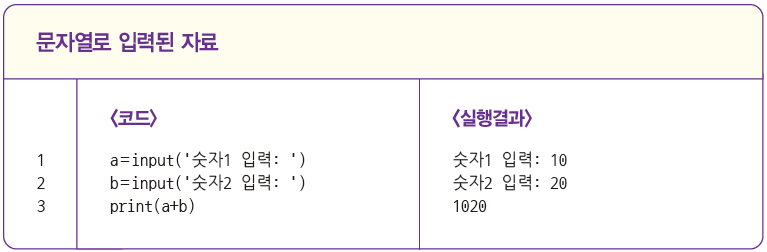 문자열로 입력된 자료
<코드> <실행결과>
1 a=input('숫자1 입력: ') 숫자1 입력: 10
2 b=input('숫자2 입력: ') 숫자2 입력: 20
3 print(a+b) 1020